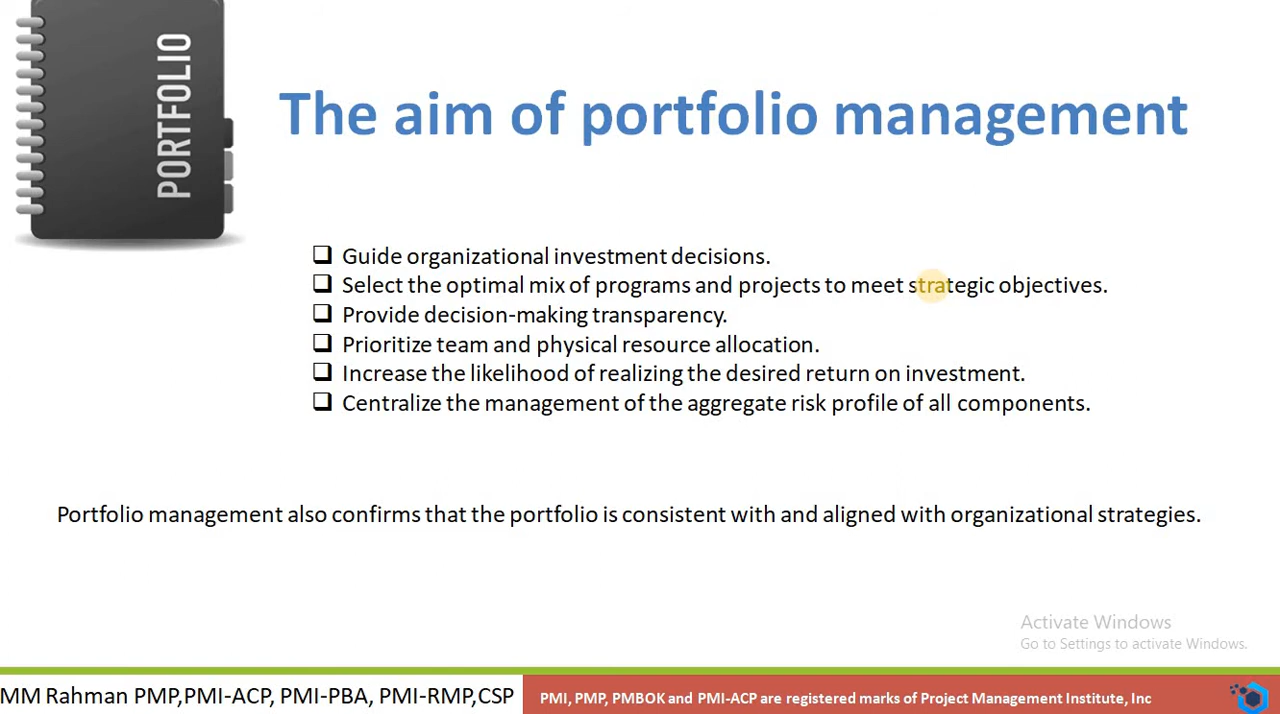 PORTFOLIO
The aim of portfolio management
Guide organizational investment decisions.
Select the optimal mix of programs and projects to meet strategic objectives.
Provide decision-making transparency.
Prioritize team and physical resource allocation.
Increase the likelihood of realizing the desired return on investment.
Centralize the management of the aggregate risk profile of all components.
Portfolio management also confirms that the portfolio is consistent with and aligned with organizational strategies.
Activate Windows
Go to Settings to activate Windows.
MM Rahman PMP,PMI-ACP, PMI-PBA, PMI-RMP,CSP
PMI, PMP, PMBOK and PMI-ACP are registered marks of Project Management Institute, Inc